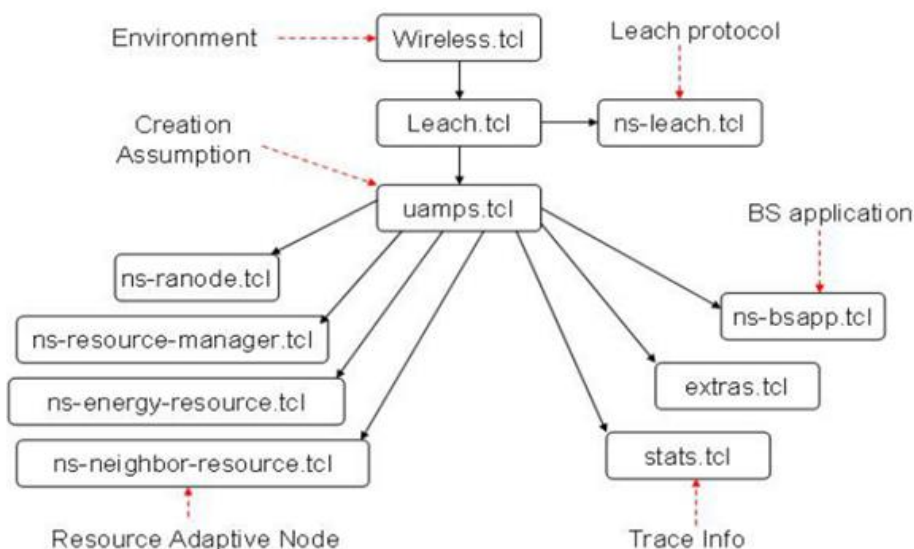 Environment
Wireless.tcl
Leach protocol
Leach.tcl
ns-leach.tcl
Creation
Assumption
uamps.tcl
BS application
ns-ranode.tcl
ns-bsapp.tcl
ns-resource-manager.tcl
extras.tcl
ns-energy-resource.tcl
ns-neighbor-resource.tcl
stats.tcl
Resource Adaptive Node
Trace Info